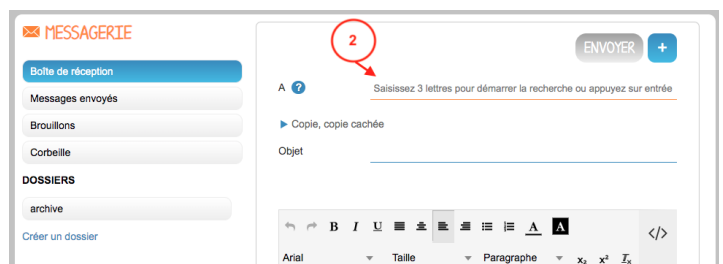 MESSAGERIE
2
ENVOYER +
Boîte de réception
A ? Saisissez 3 lettres pour démarrer la recherche ou appuyez sur entrée
Messages envoyés
Brouillons
Copie, copie cachée
Corbeille
Objet
DOSSIERS
archive
B I U A A </>
Créer un dossier
Arial Taille Paragraphe x₂ x² Tx